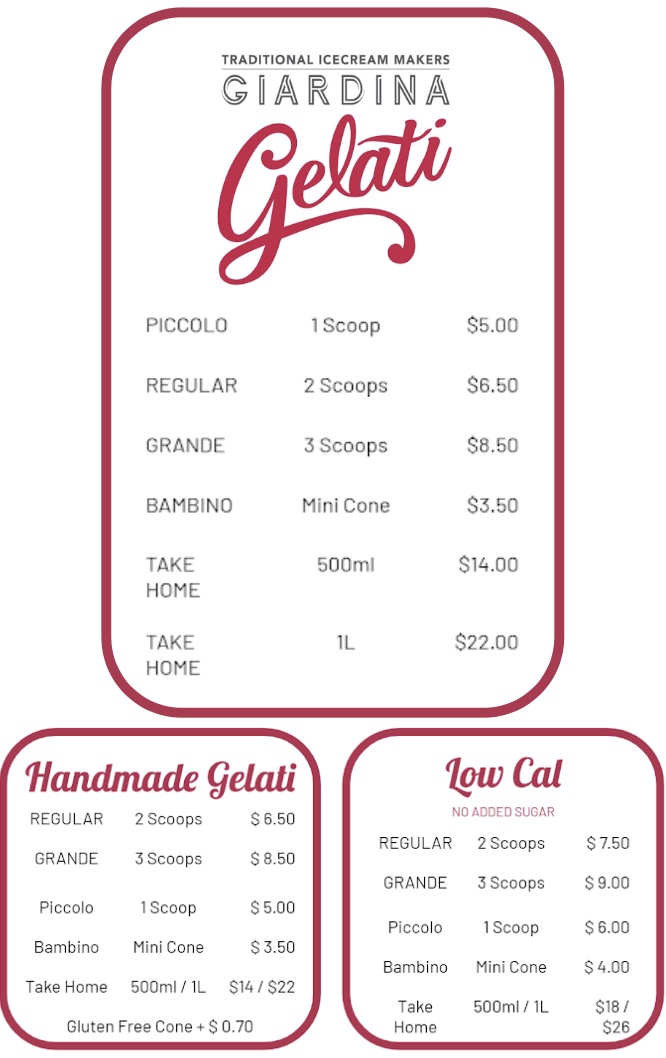 TRADITIONAL ICECREAM MAKERS
GIARDINA
Gelati
PICCOLO 1 Scoop $5.00
REGULAR 2 Scoops $6.50
GRANDE 3 Scoops $8.50
BAMBINO Mini Cone $3.50
TAKE 500ml $14.00
HOME
TAKE 1L $22.00
HOME
Handmade Gelati
REGULAR 2 Scoops $ 6.50
GRANDE 3 Scoops $ 8.50
Piccolo 1 Scoop $ 5.00
Bambino Mini Cone $ 3.50
Take Home 500ml / 1L $14 / $22
Gluten Free Cone + $ 0.70
Low Cal
NO ADDED SUGAR
REGULAR 2 Scoops $ 7.50
GRANDE 3 Scoops $ 9.00
Piccolo 1 Scoop $ 6.00
Bambino Mini Cone $ 4.00
Take 500ml / 1L $18 /
Home $26